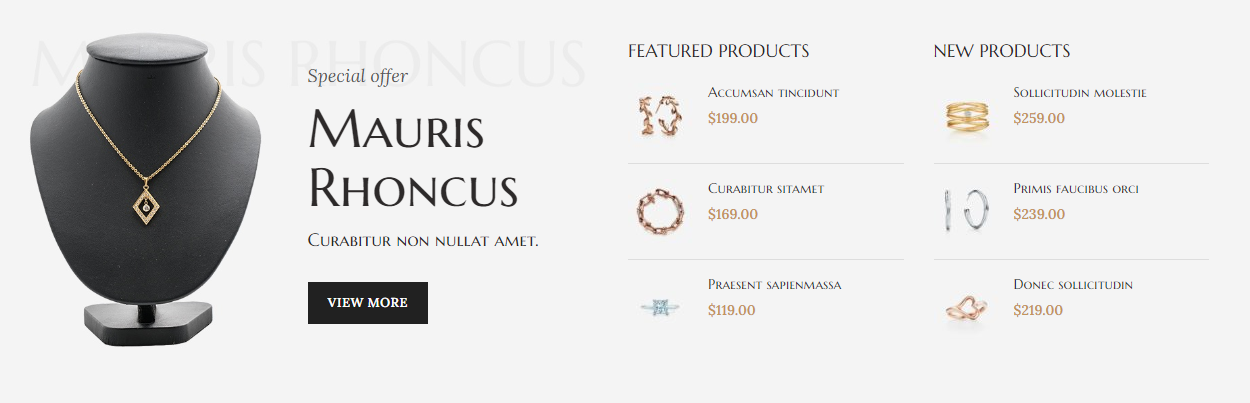 MAURIS RHONCUS
Special offer
Mauris
Rhoncus
Curabitur non nullat amet.
VIEW MORE
FEATURED PRODUCTS
Accumsan tincidunt
$199.00
Curabitur sitamet
$169.00
Praesent sapienmassa
$119.00
NEW PRODUCTS
Sollicitudin molestie
$259.00
Primis faucibus orci
$239.00
Donec sollicitudin
$219.00